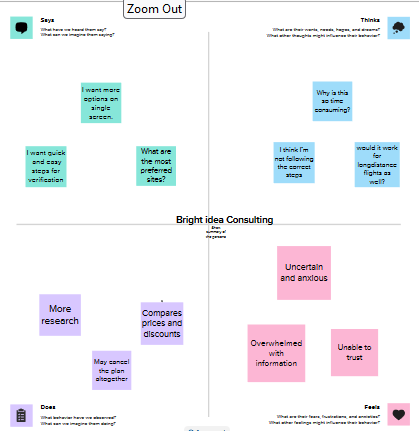 Zoom Out
Says
What have we heard them say?
What can we imagine them saying?
Thinks
What are their wants, needs, hopes, and dreams?
What other thoughts might influence their behavior?
I want more
options on
single
screen.
I want quick
and easy
steps for
verification
What are
the most
preferred
sites?
Why is this
so time
consuming?
I think I'm
not following
the correct
steps
would it work
for
longdistance
flights as
well?
Bright idea Consulting
Short
summary of
the persona
More
research
Compares
prices and
discounts
May cancel
the plan
altogether
Uncertain
and anxious
Overwhelmed
with
information
Unable to
trust
Does
What behavior have we observed?
What can we imagine them doing?
Feels
What are their fears, frustrations, and anxieties?
What other feelings might influence their behavior?